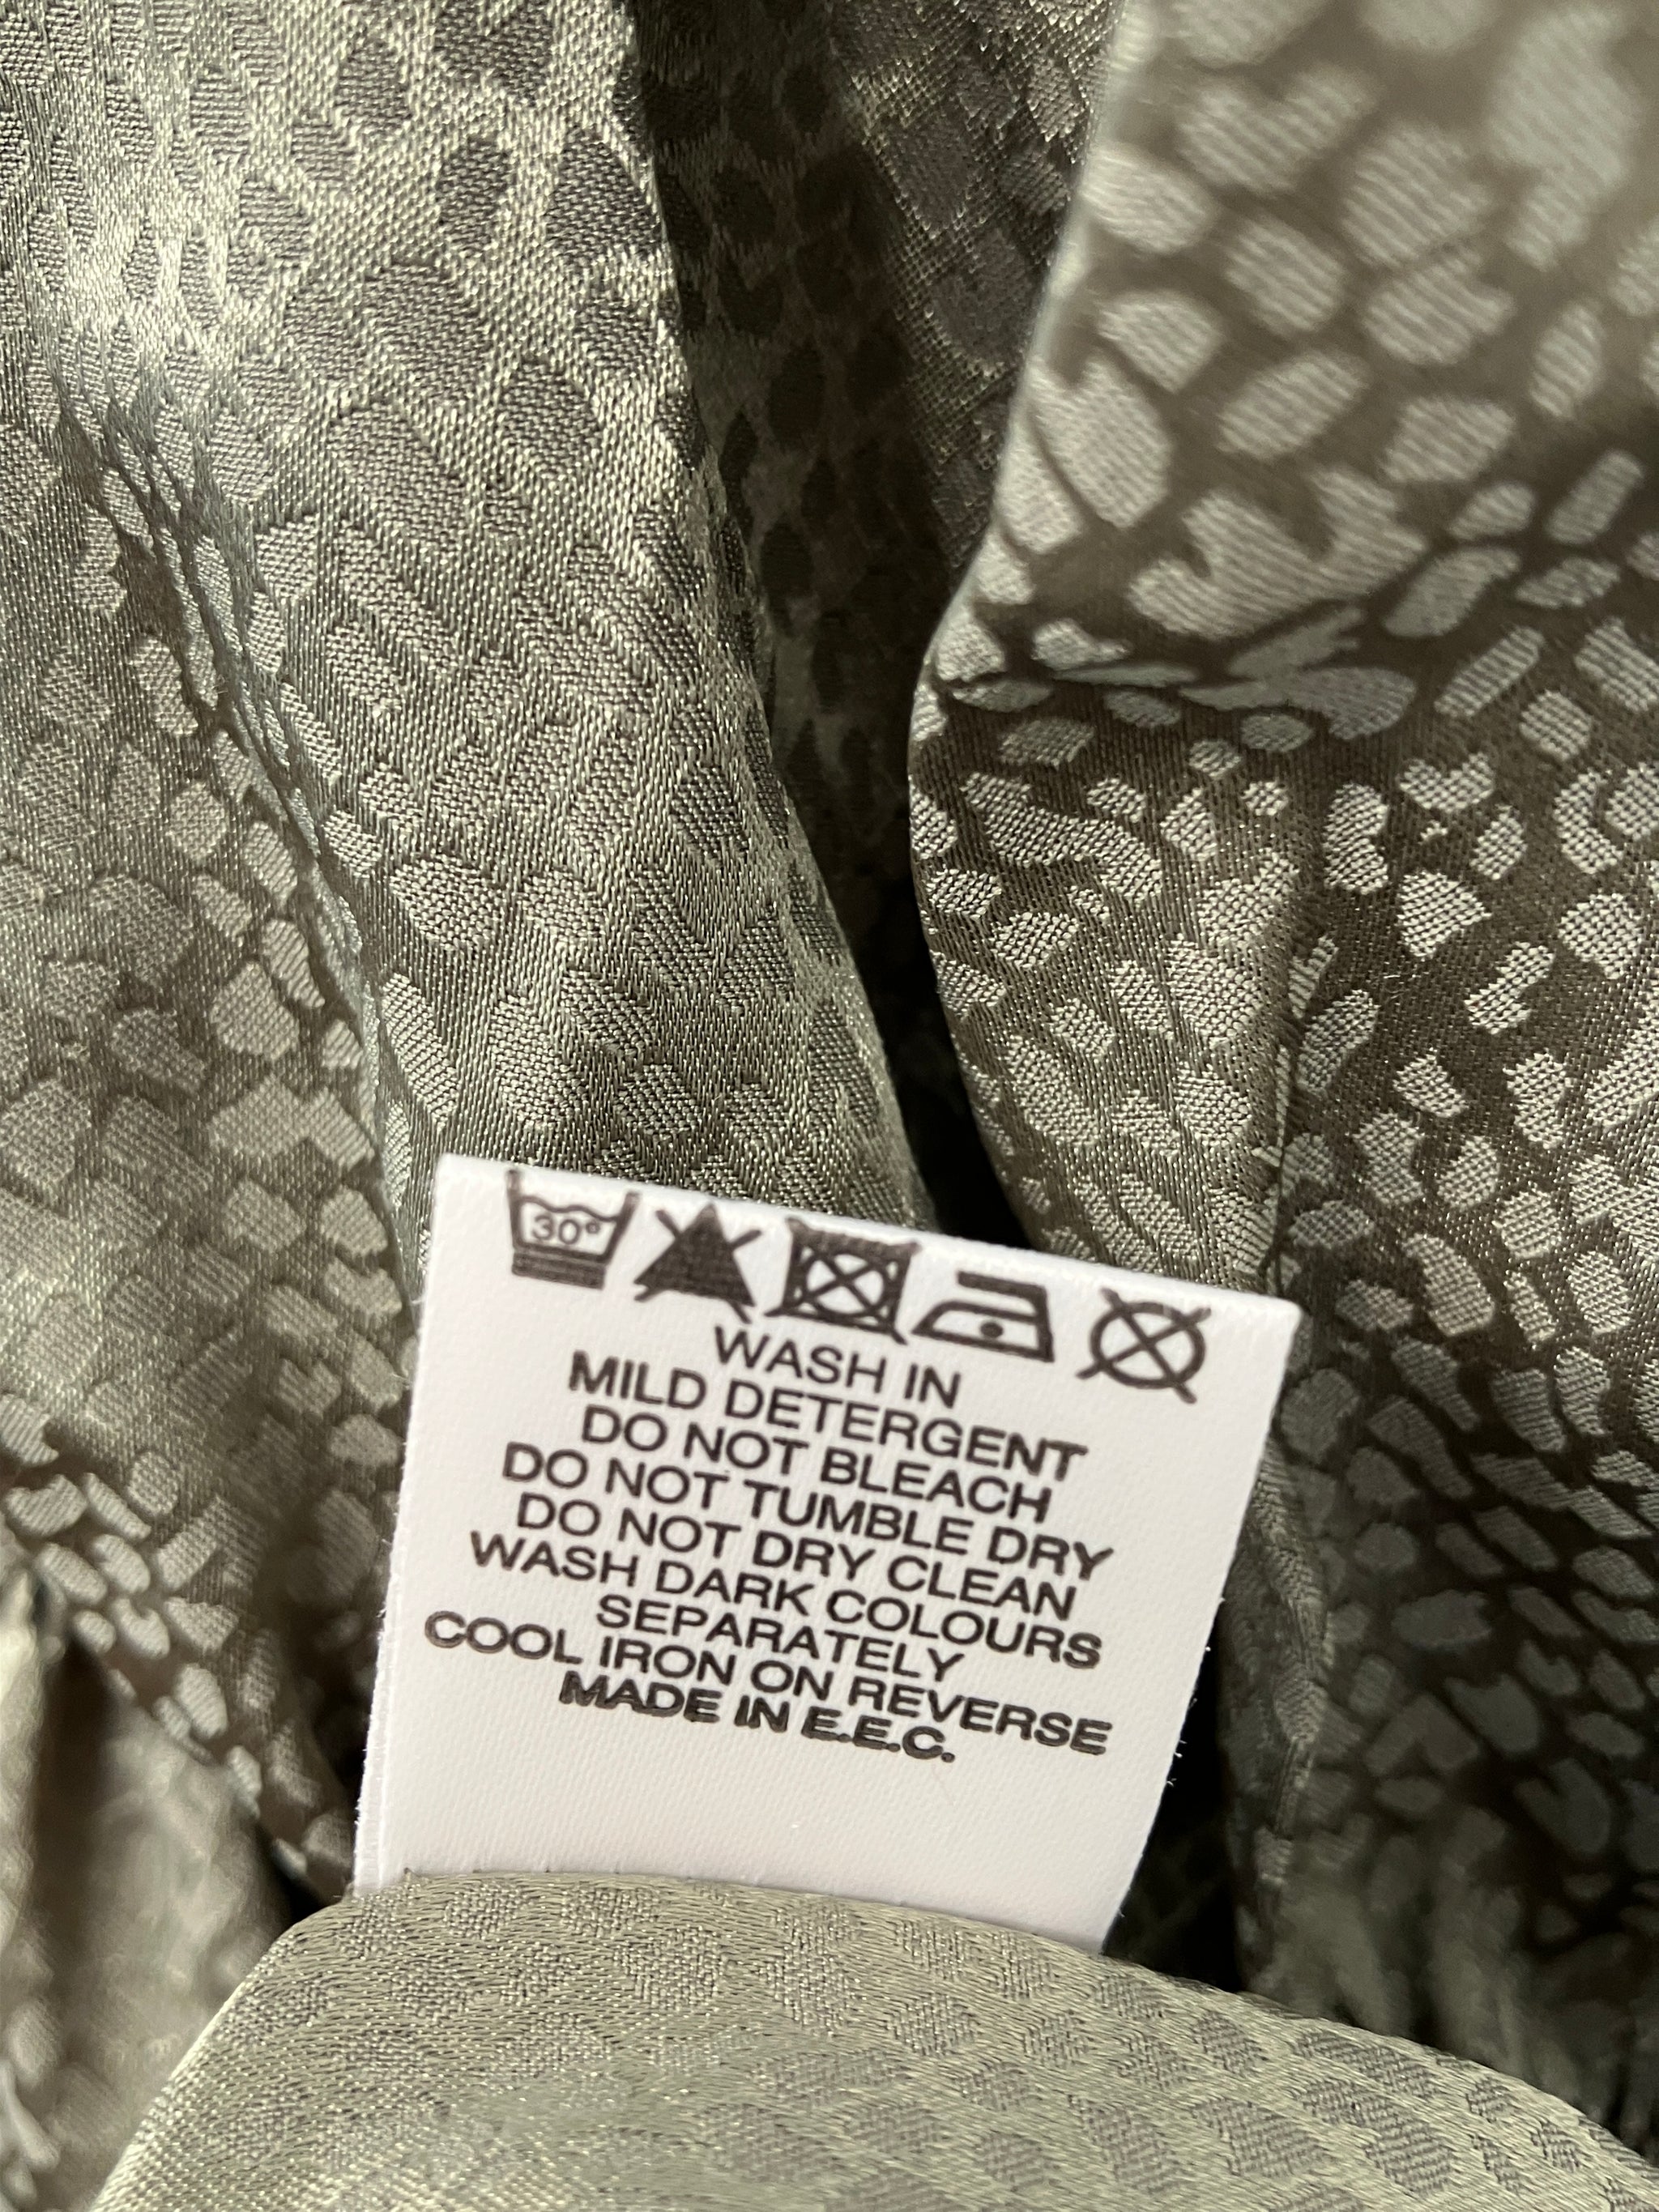 30°
WASH IN
MILD DETERGENT
DO NOT BLEACH
DO NOT TUMBLE DRY
DO NOT DRY CLEAN
WASH DARK COLOURS
SEPARATELY
COOL IRON ON REVERSE
MADE IN E.E.C.